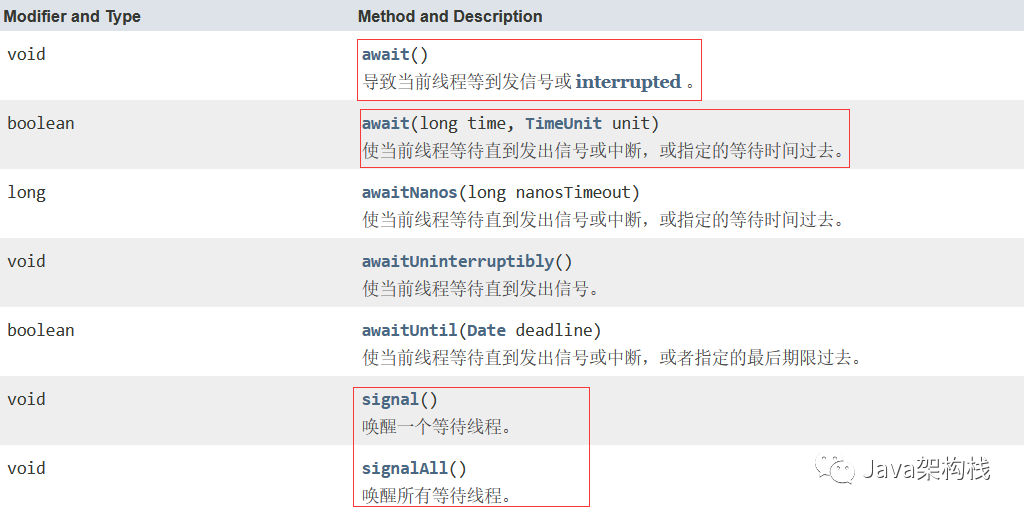 Modifier and Type Method and Description
void await()
导致当前线程等到发信号或 interrupted 。
boolean await(long time, TimeUnit unit)
使当前线程等待直到发出信号或中断，或指定的等待时间过去。
long awaitNanos(long nanosTimeout)
使当前线程等待直到发出信号或中断，或指定的等待时间过去。
void awaitUninterruptibly()
使当前线程等待直到发出信号。
boolean awaitUntil(Date deadline)
使当前线程等待直到发出信号或中断，或者指定的最后期限过去。
void signal()
唤醒一个等待线程。
void signalAll()
唤醒所有等待线程。
Java架构栈